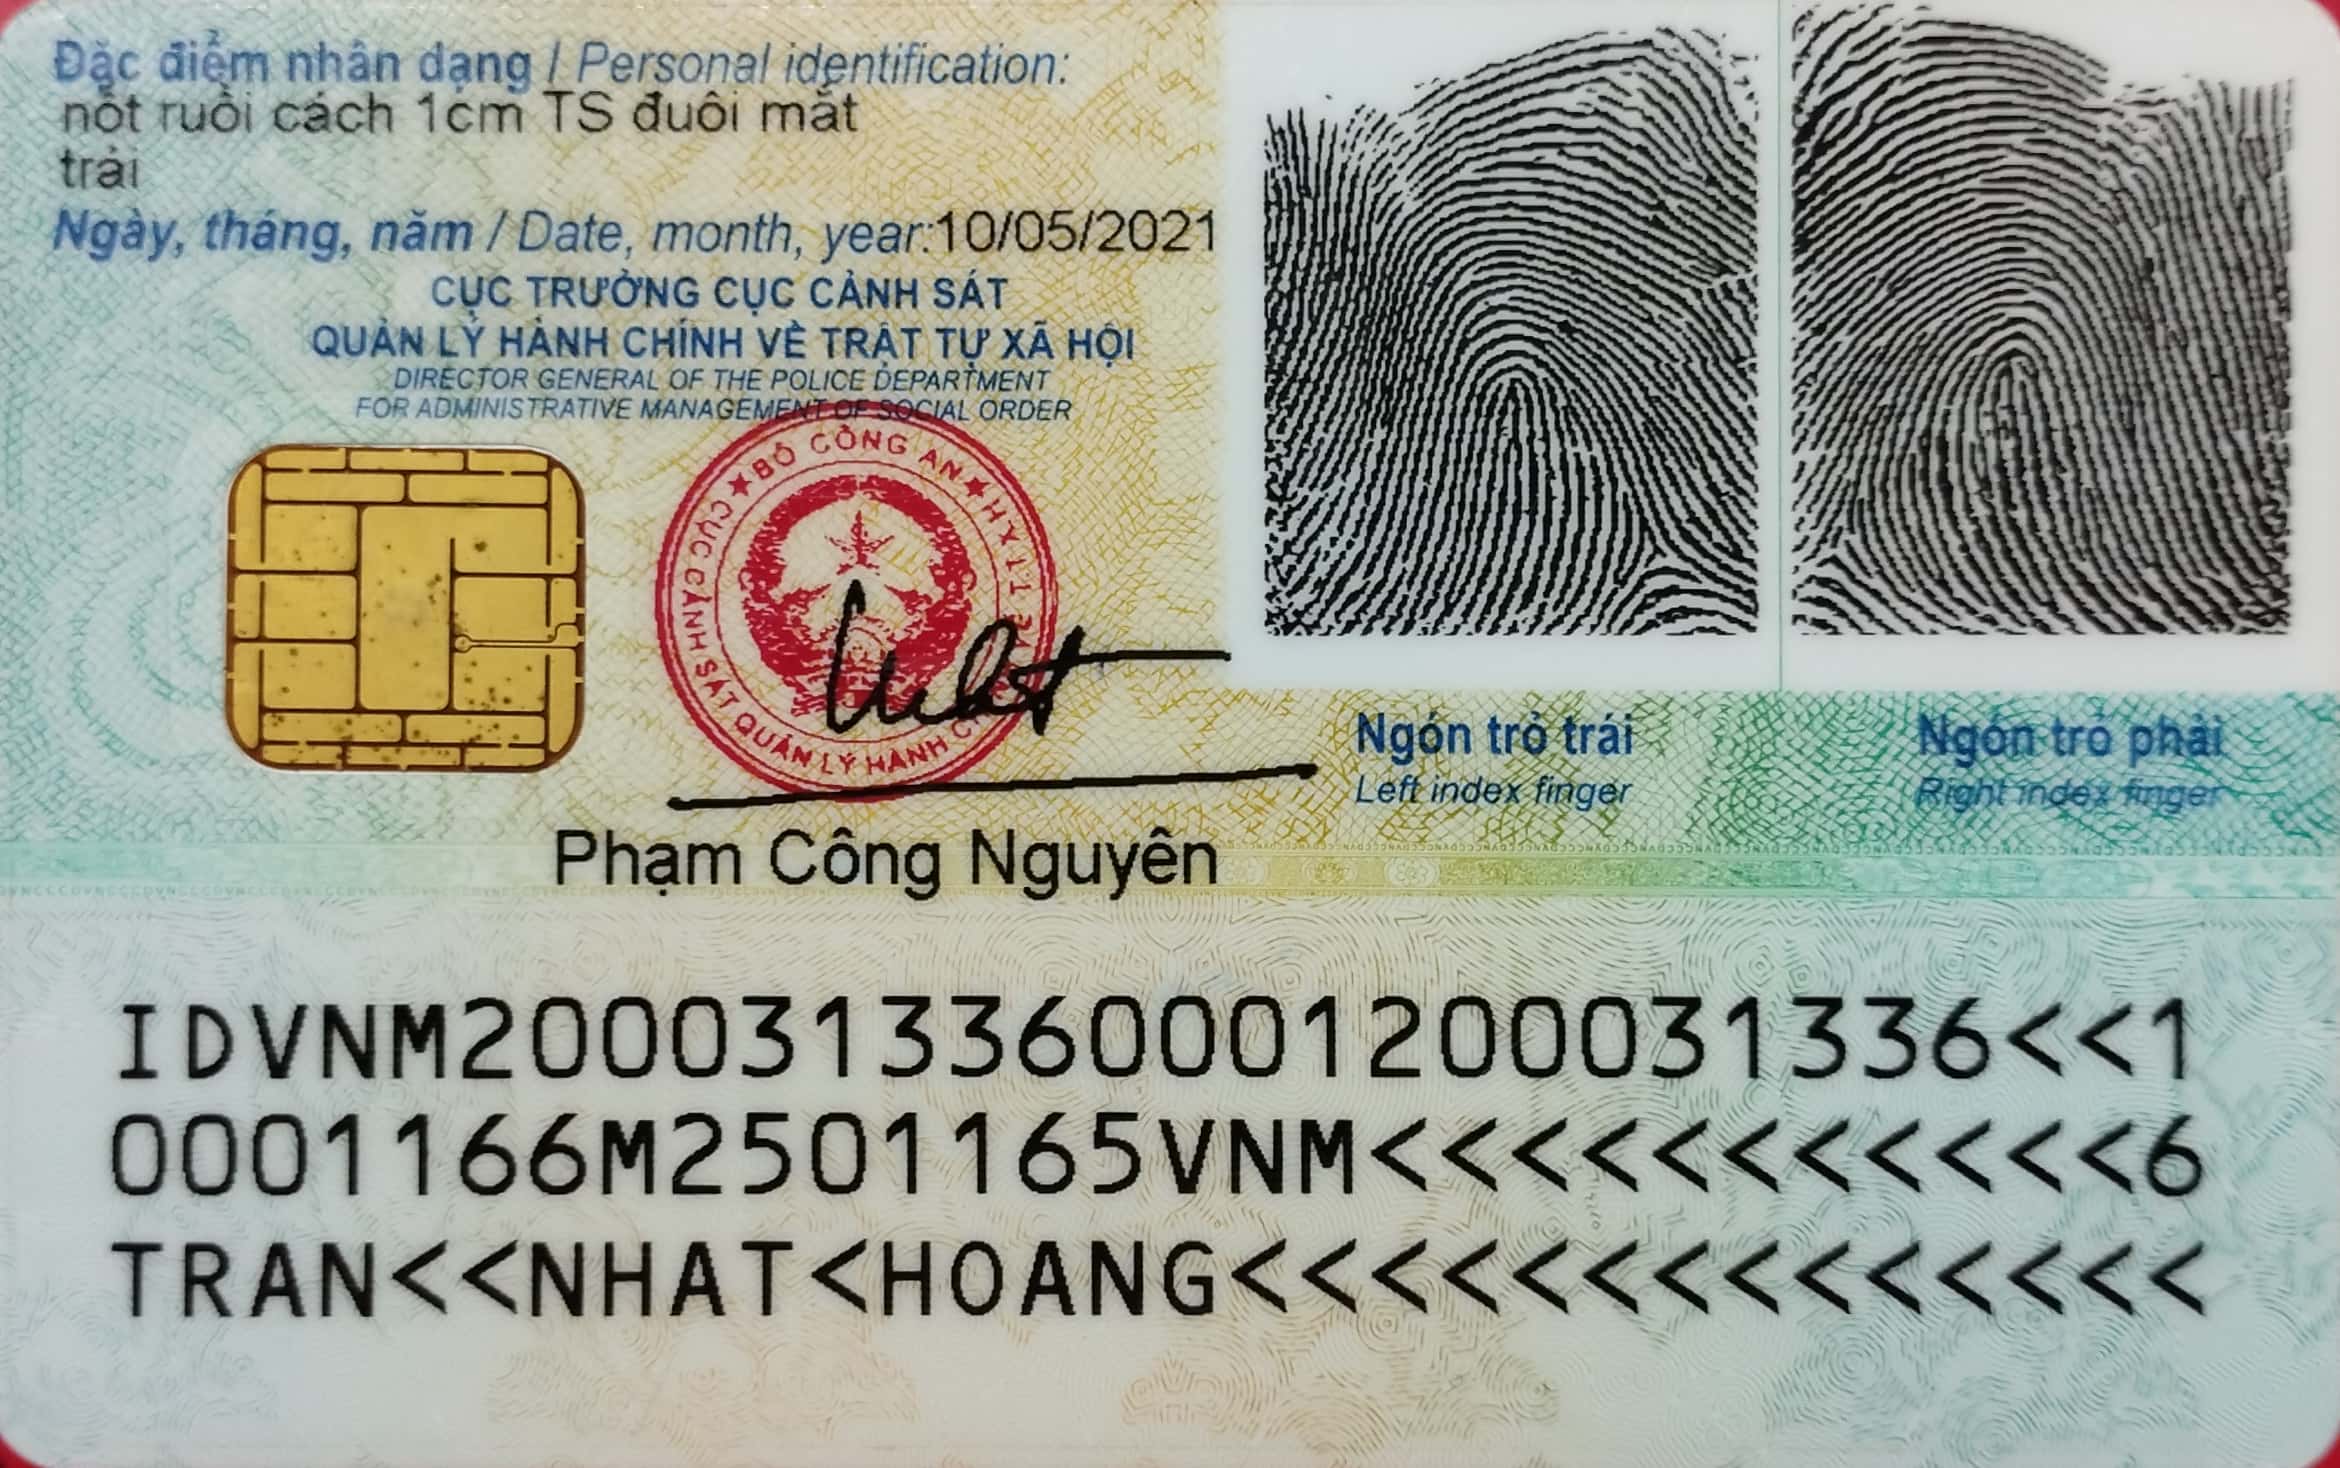 Đặc điểm nhân dạng / Personal identification:
nốt ruồi cách 1cm TS đuôi mắt
trái
Ngày, tháng, năm / Date, month, year:10/05/2021
CỤC TRƯỞNG CỤC CẢNH SÁT
QUẢN LÝ HÀNH CHÍNH VỀ TRẬT TỰ XÃ HỘI
DIRECTOR GENERAL OF THE POLICE DEPARTMENT
FOR ADMINISTRATIVE MANAGEMENT OF SOCIAL ORDER
BỘ CÔNG AN
CỤC CẢNH SÁT QUẢN LÝ HÀNH
Phạm Công Nguyên
Ngón trỏ trái
Left index finger
Ngón trỏ phải
Right index finger
IDVNM2000313360001200031336<<1
0001166M2501165VNM<<<<<<<<<<<6
TRAN<<NHAT<HOANG<<<<<<<<<<<<<<